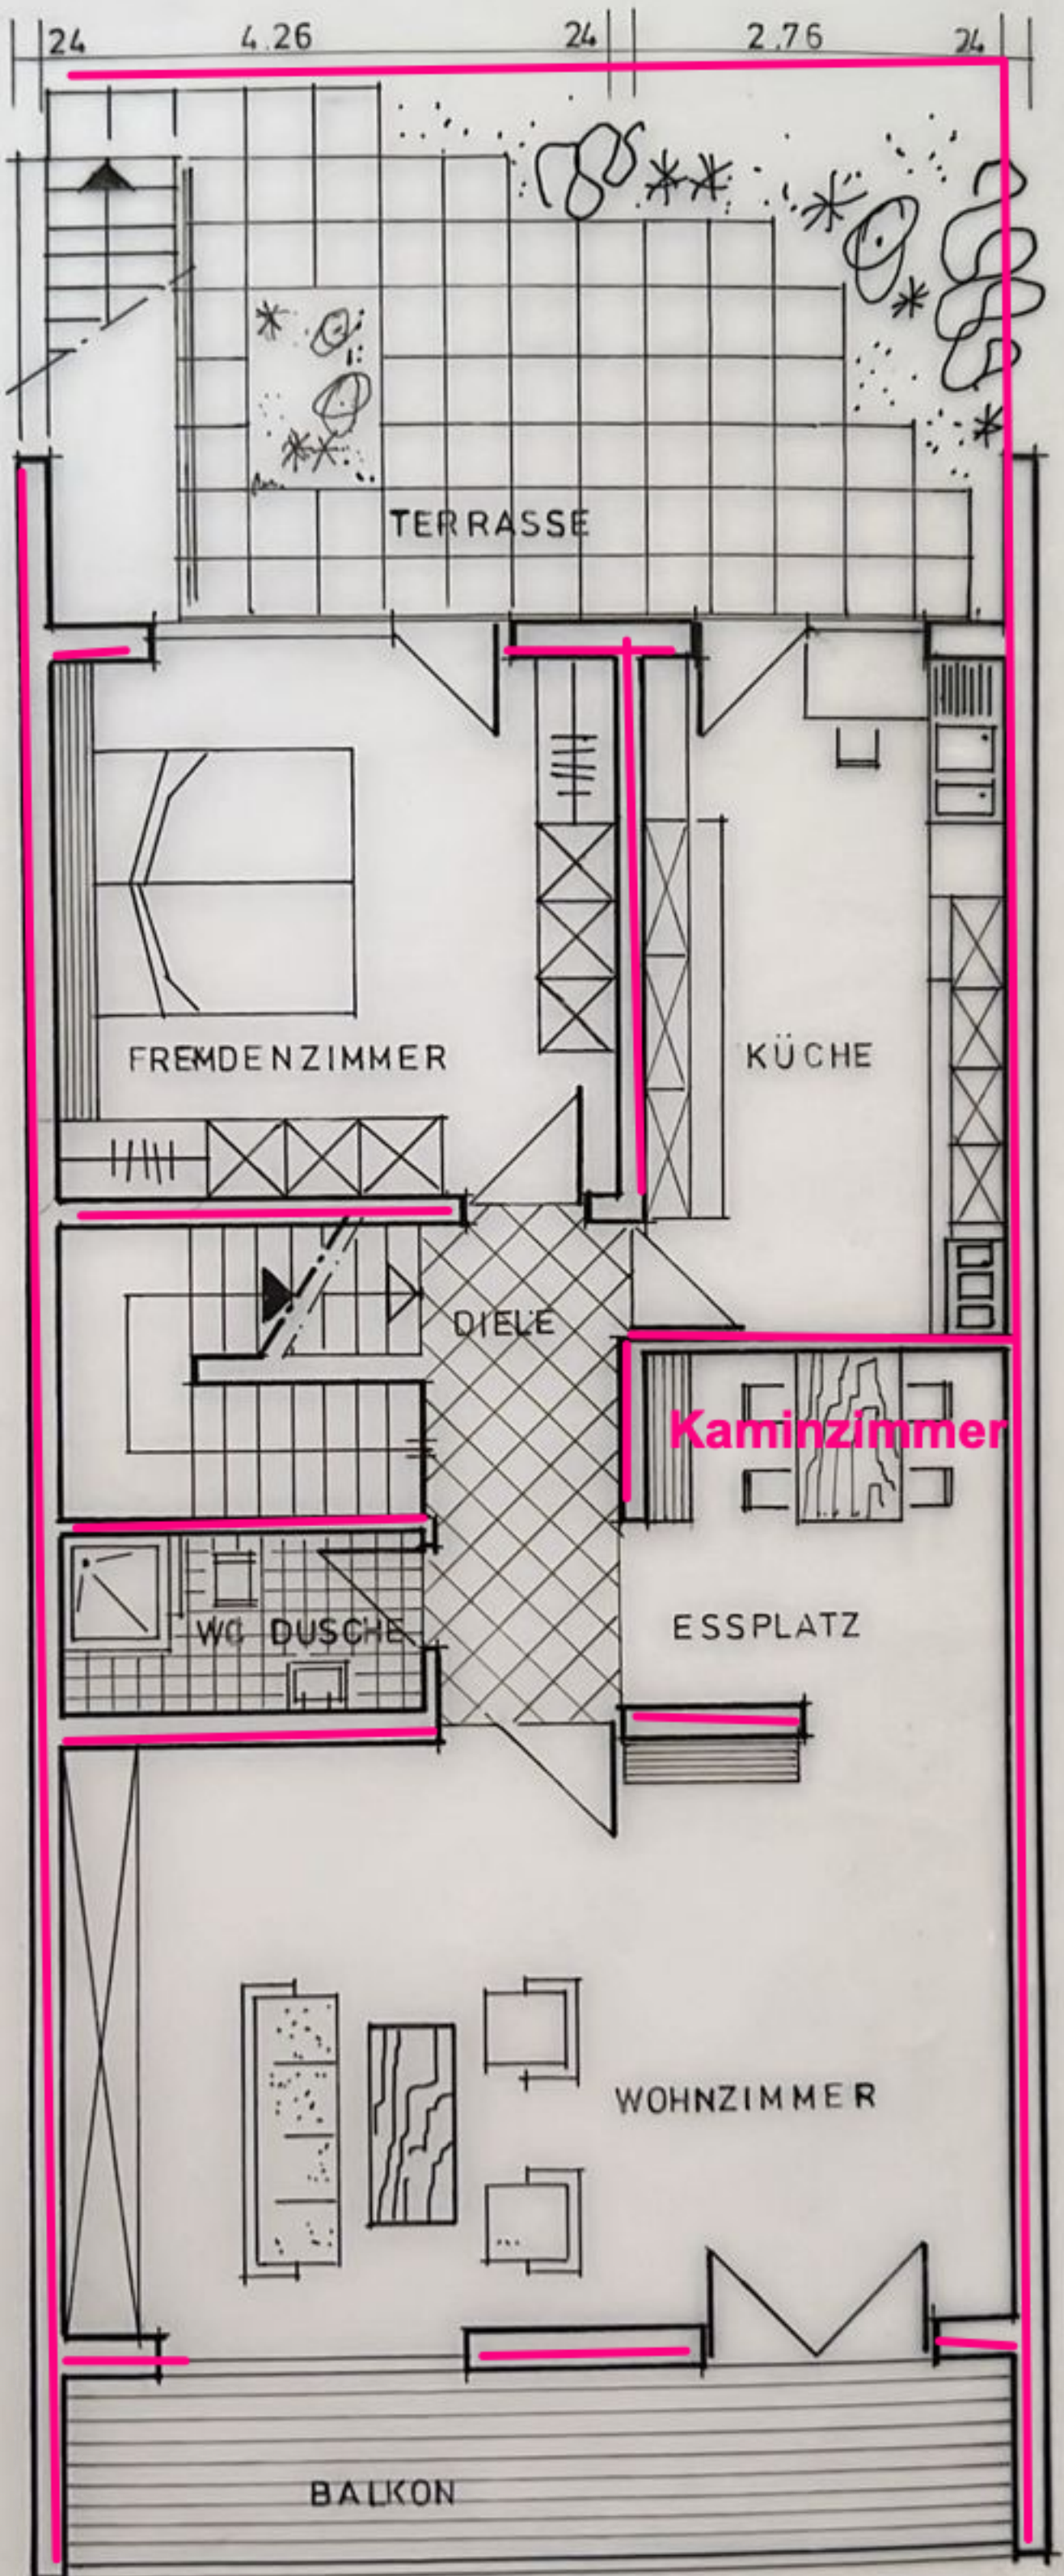 24 4.26 24 2.76 24
TERRASSE
FREMDENZIMMER
KÜCHE
DIELE
Kaminzimmer
WC DUSCHE
ESSPLATZ
WOHNZIMMER
BALKON